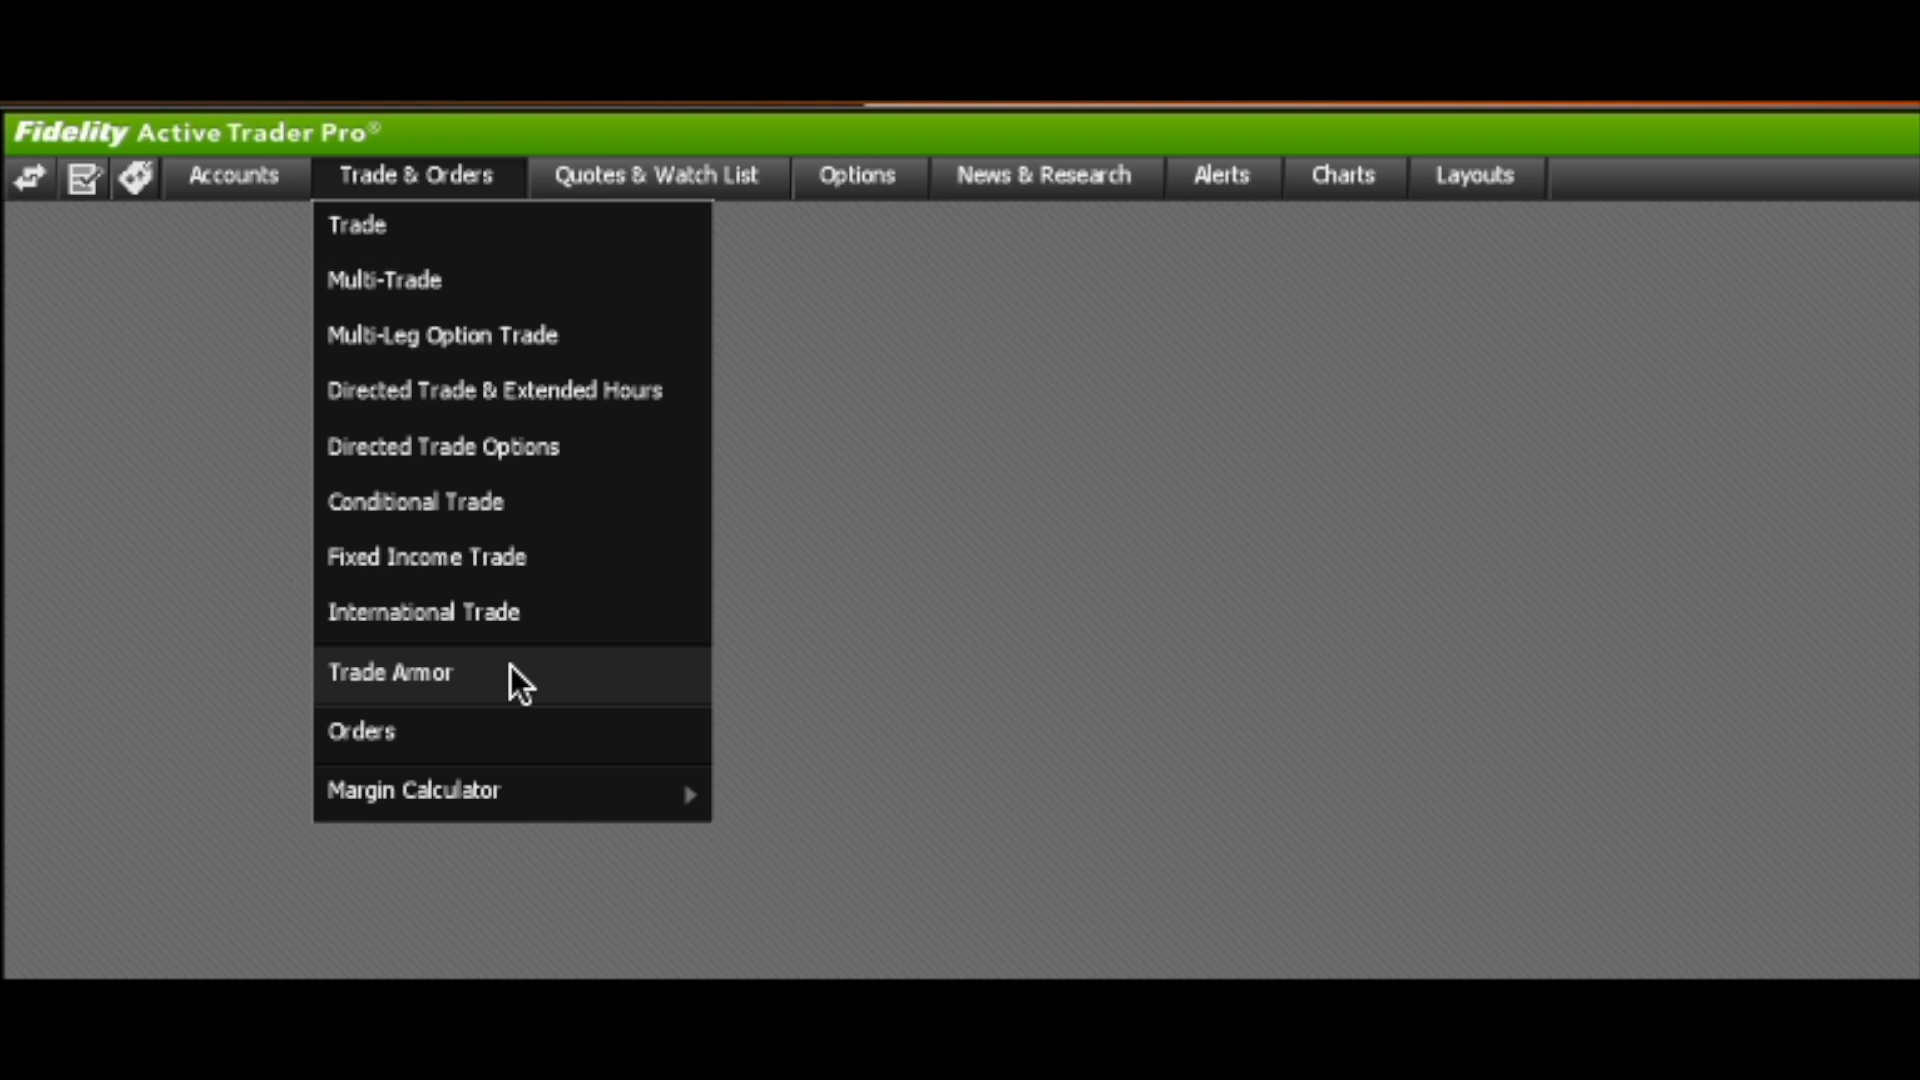 Fidelity Active Trader Pro®
Accounts Trade & Orders Quotes & Watch List Options News & Research Alerts Charts Layouts
Trade
Multi-Trade
Multi-Leg Option Trade
Directed Trade & Extended Hours
Directed Trade Options
Conditional Trade
Fixed Income Trade
International Trade
Trade Armor
Orders
Margin Calculator